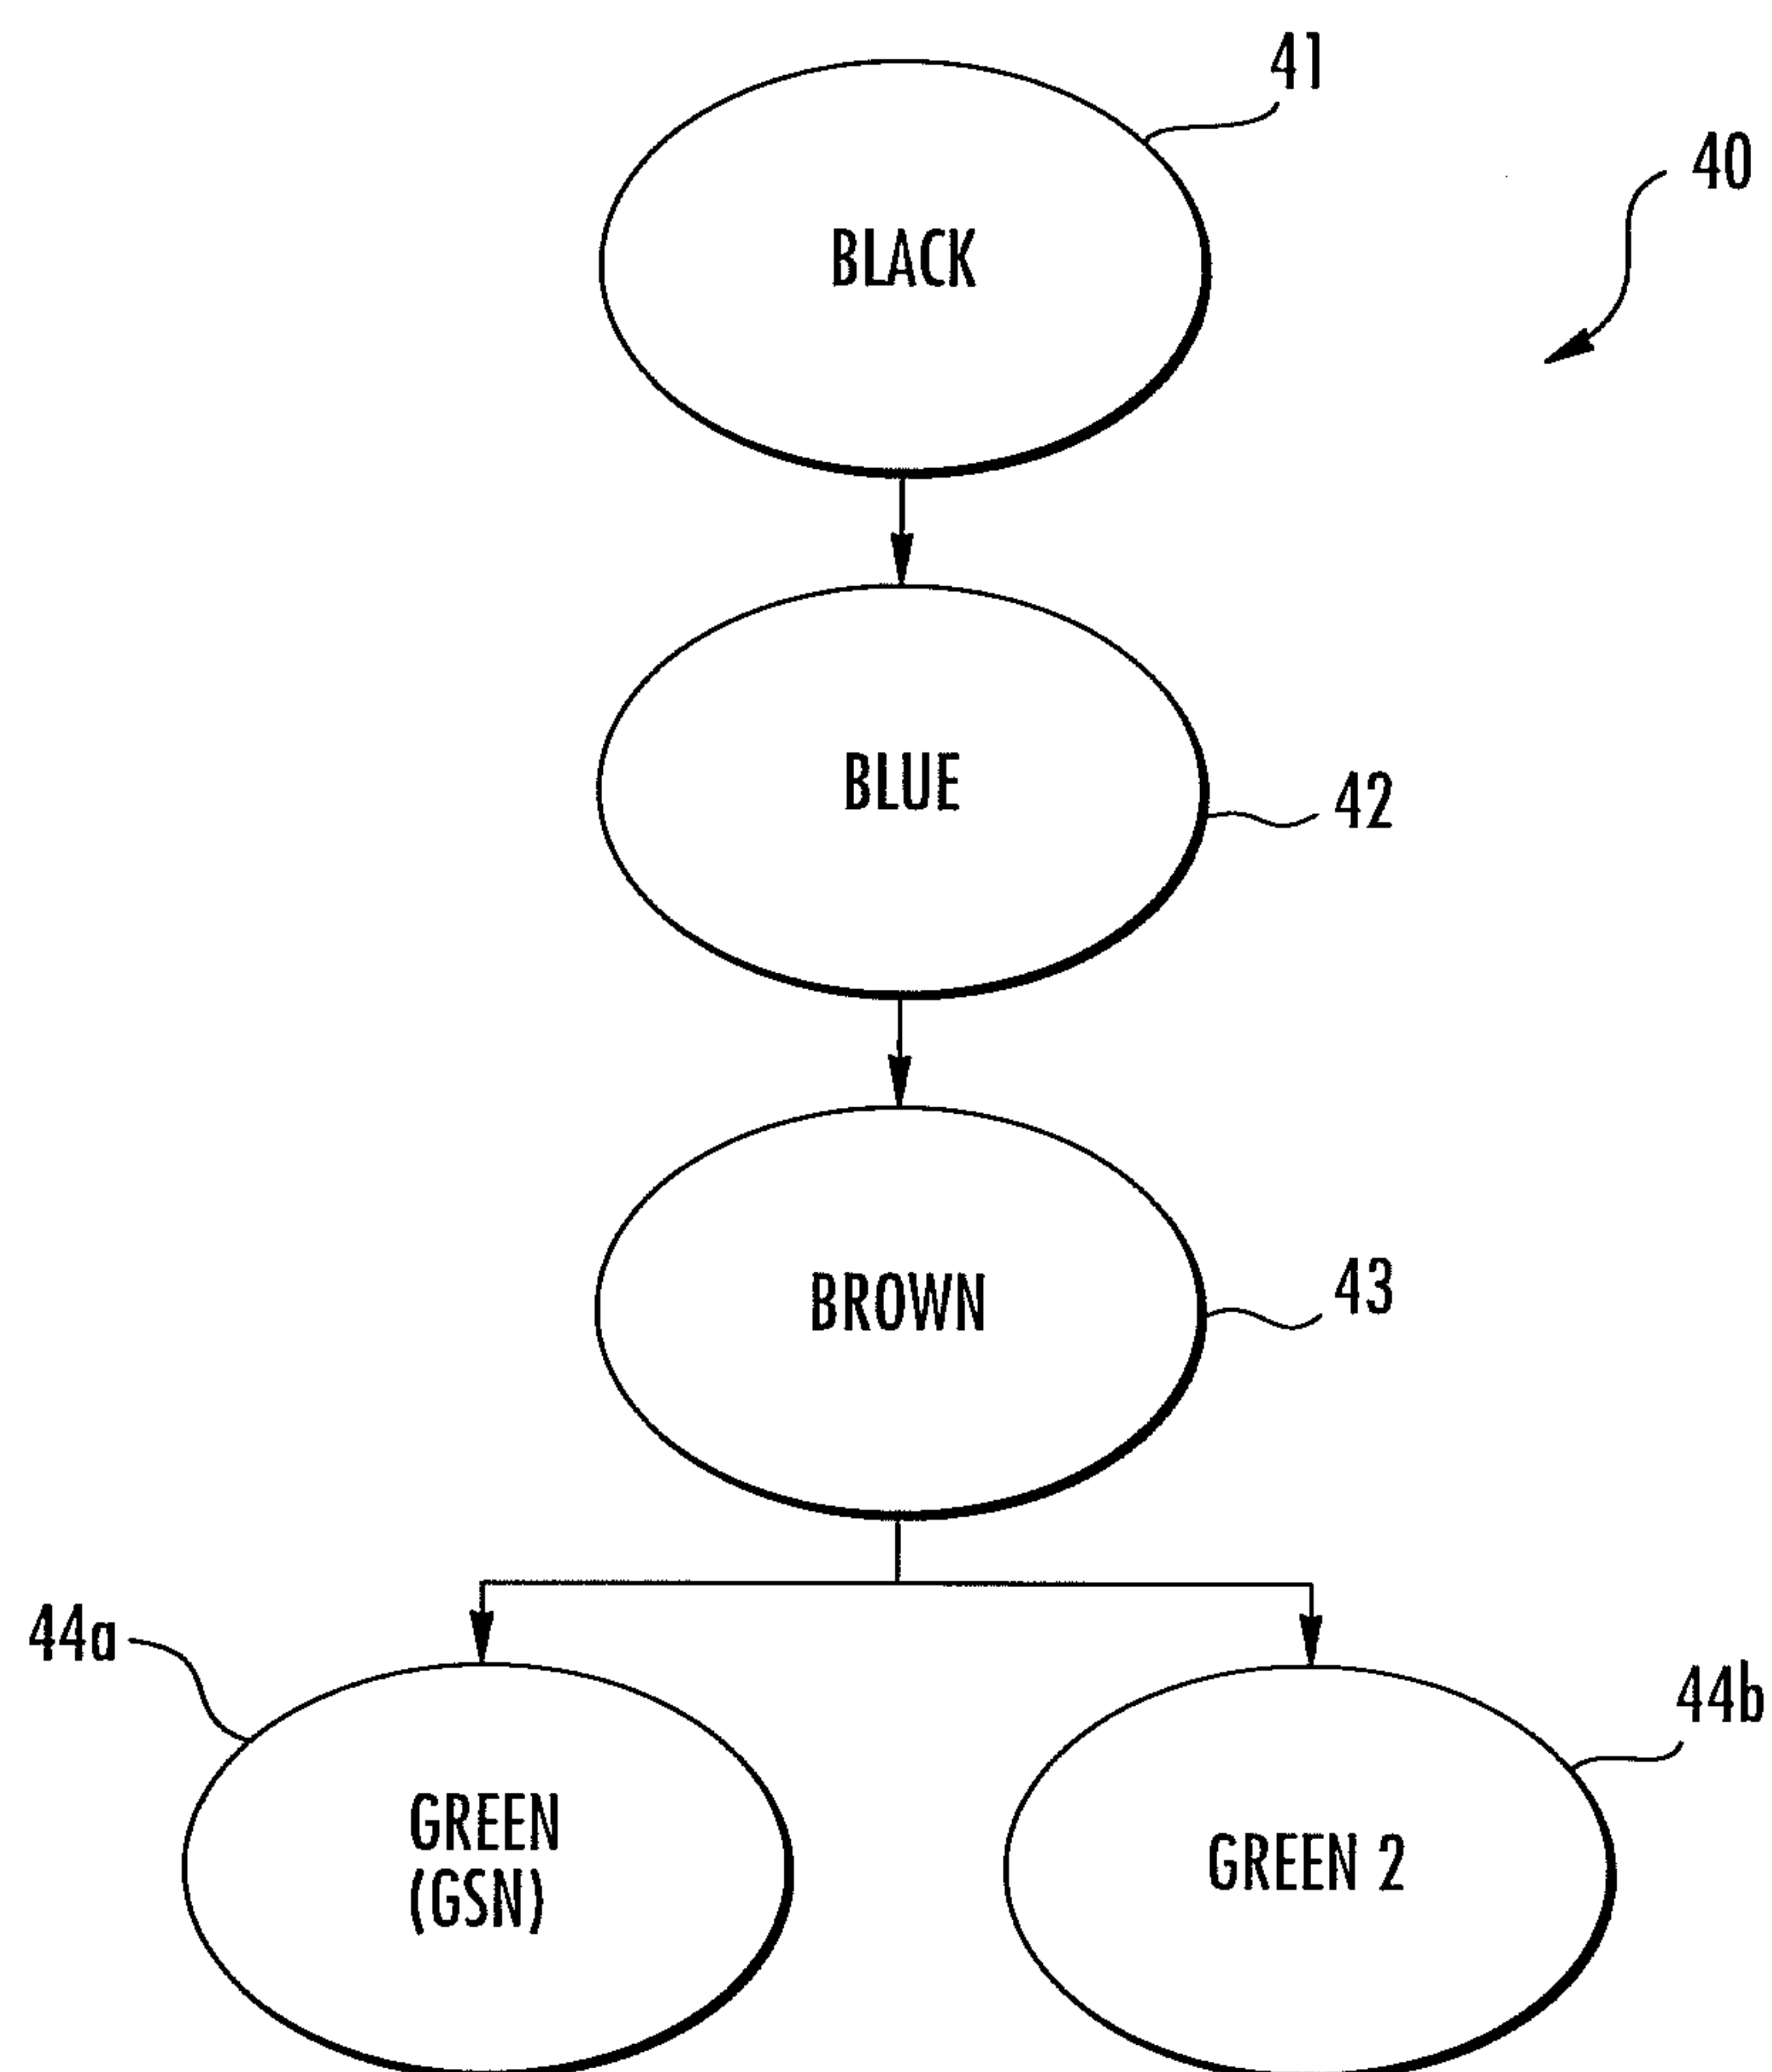 41
40
BLACK
BLUE
42
BROWN
43
44a
44b
GREEN
(GSN)
GREEN 2